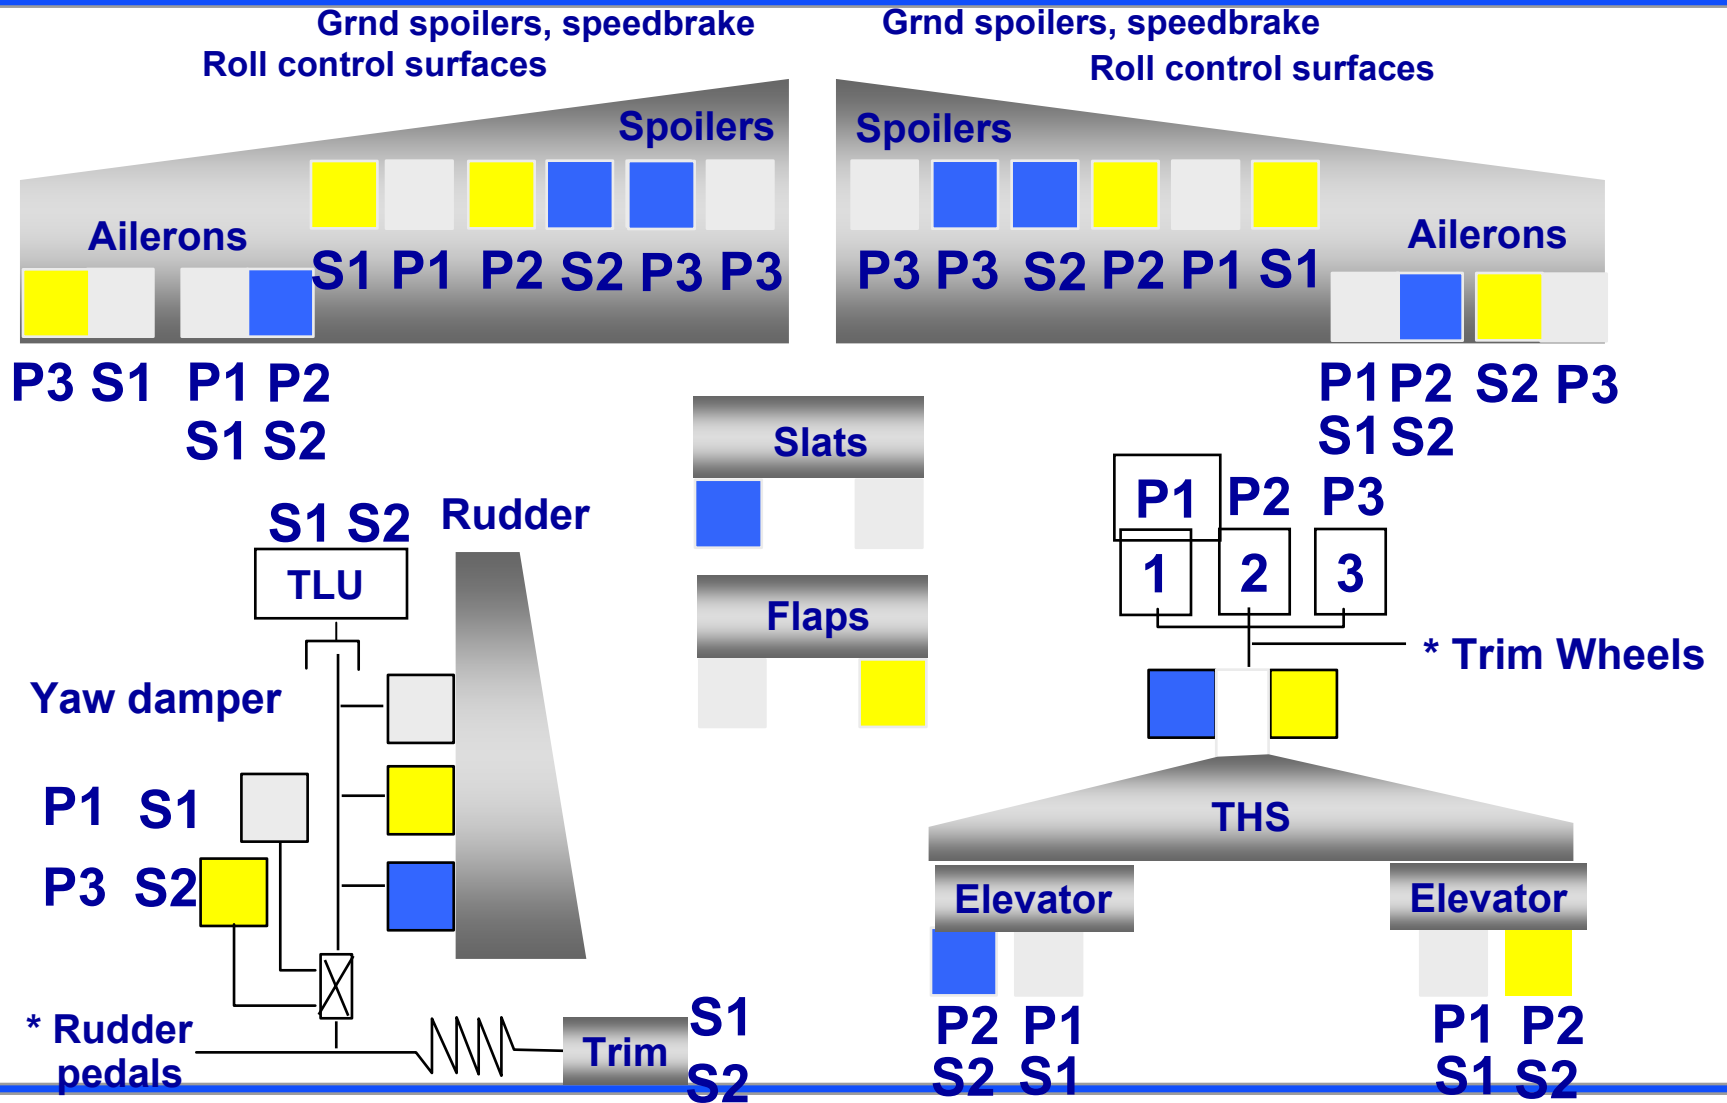 Grnd spoilers, speedbrake
Roll control surfaces
Grnd spoilers, speedbrake
Roll control surfaces
Spoilers
Spoilers
Ailerons
Ailerons
S1 P1 P2 S2 P3 P3
P3 P3 S2 P2 P1 S1
P3 S1 P1 P2
S1 S2
P1 P2 S2 P3
S1 S2
Slats
Flaps
S1 S2
Rudder
TLU
Yaw damper
P1 S1
P3 S2
* Rudder
pedals
Trim
S1
S2
P1 P2 P3
1 2 3
* Trim Wheels
THS
Elevator
Elevator
P2 P1
S2 S1
P1 P2
S1 S2